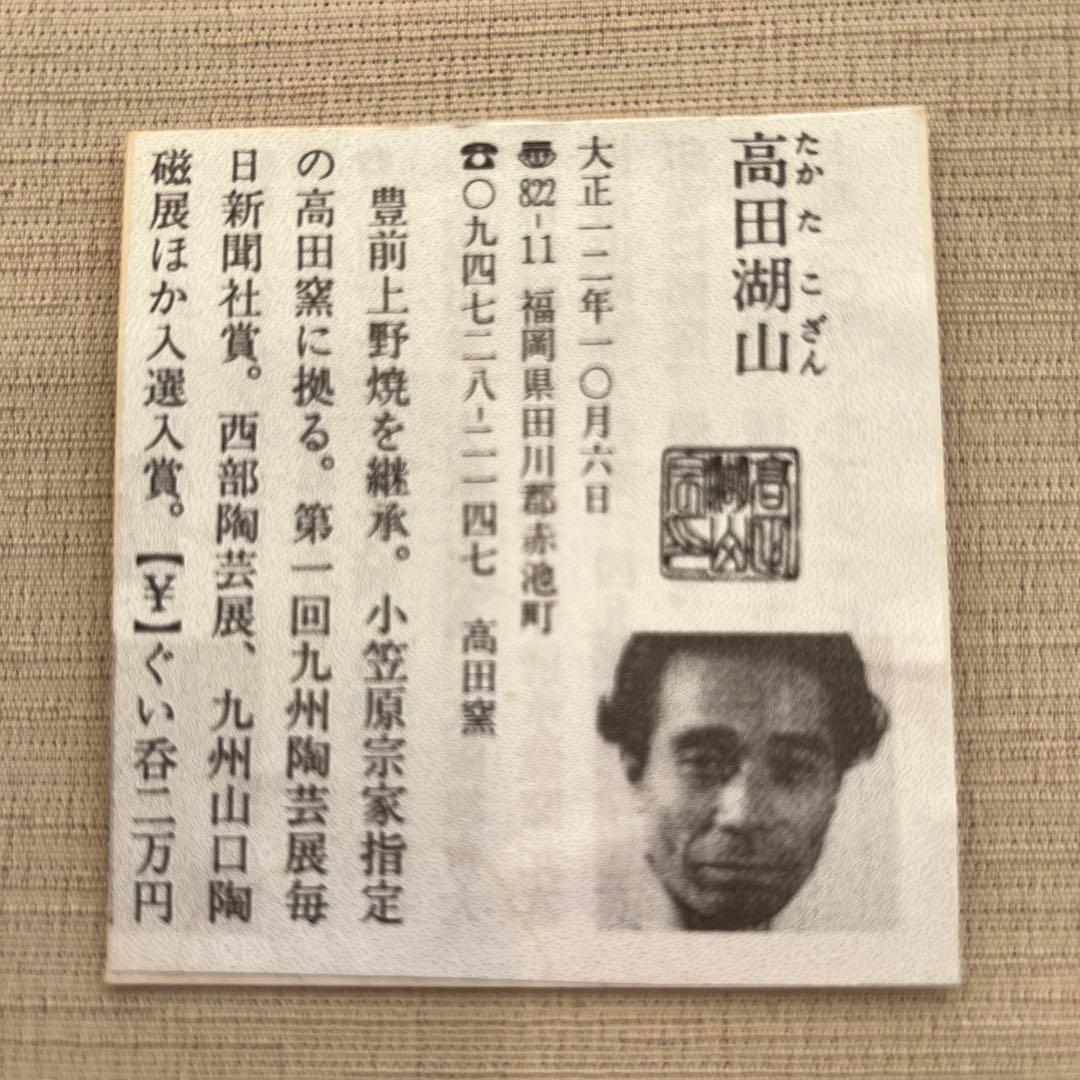 たかた こざん
高田湖山
大正一二年一〇月六日
〠822-11 福岡県田川郡赤池町
☎〇九四七二八-二一四七 高田窯
豊前上野焼を継承。小笠原宗家指定
の高田窯に拠る。第一回九州陶芸展毎
日新聞社賞。西部陶芸展、九州山口陶
磁展ほか入選入賞。【¥】ぐい呑二万円